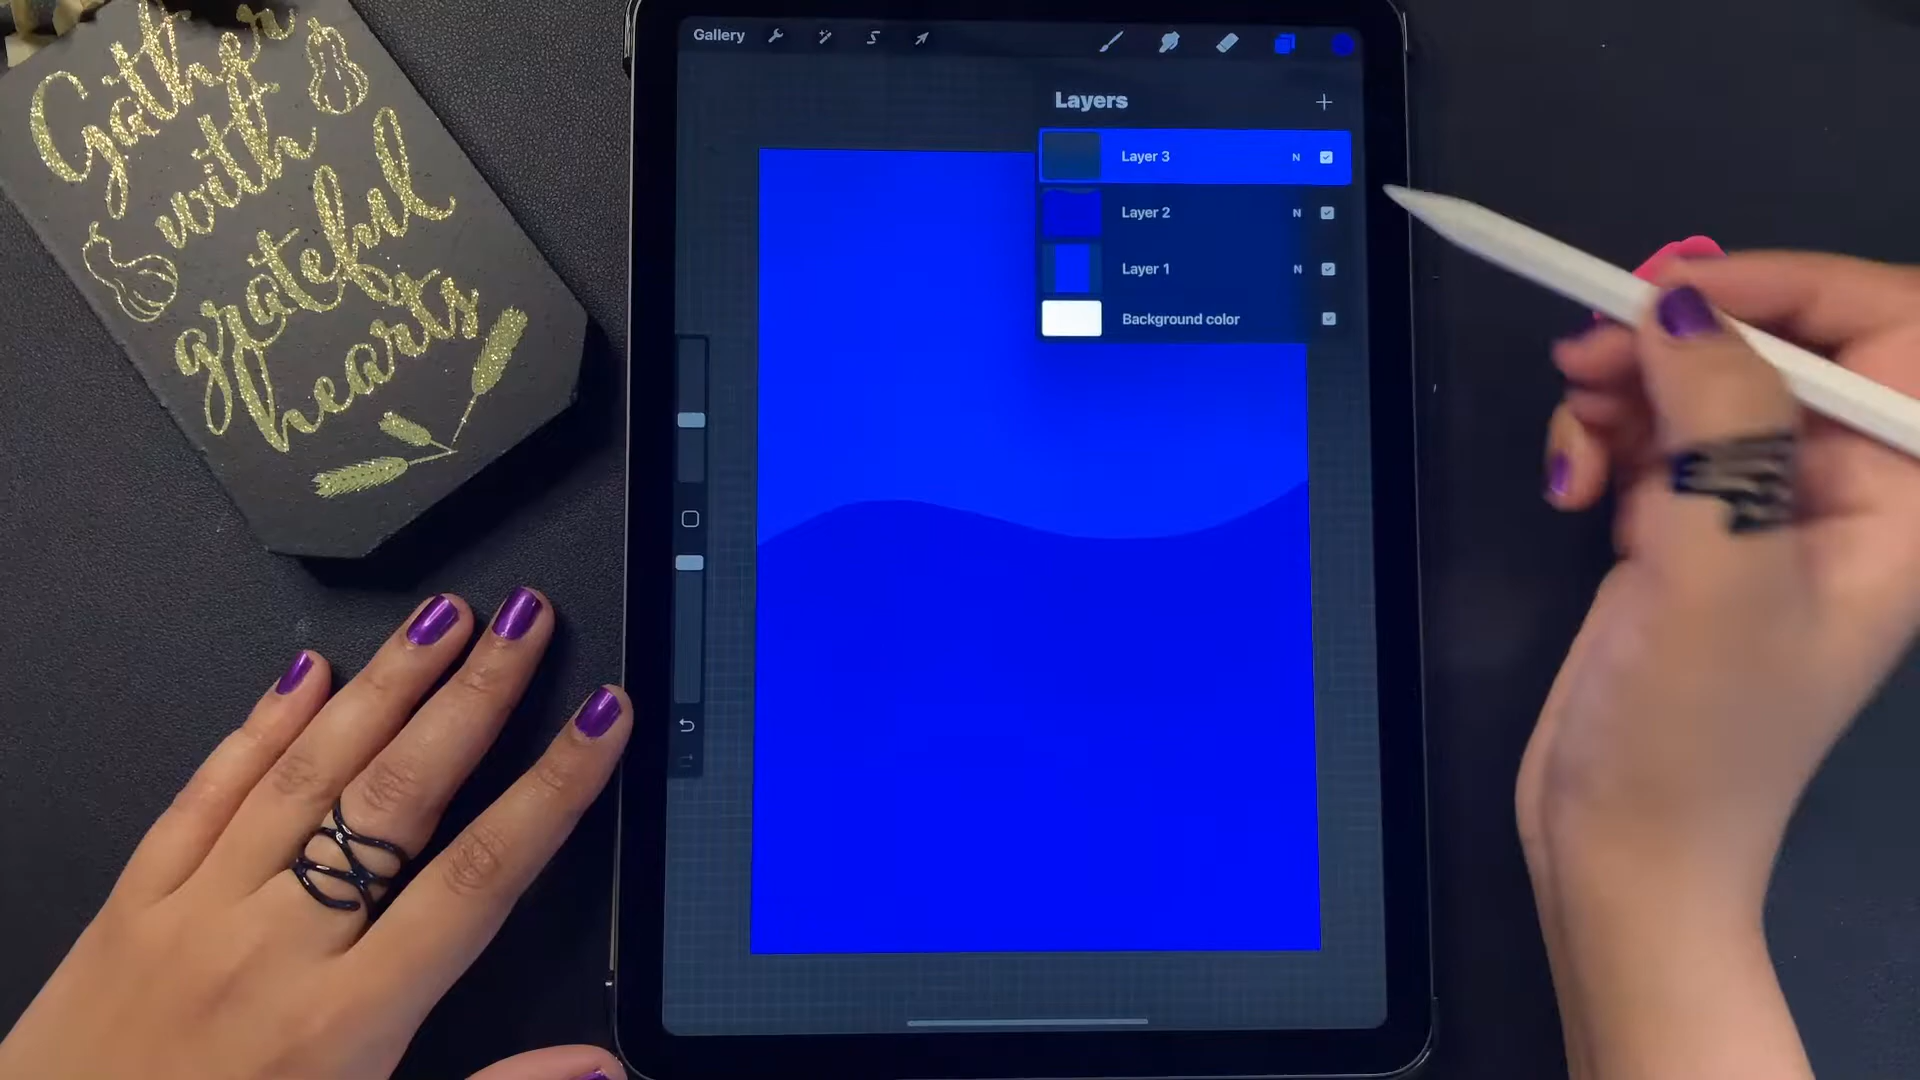 Gather
with
grateful
hearts
Gallery
Layers
Layer 3 N
Layer 2 N
Layer 1 N
Background color